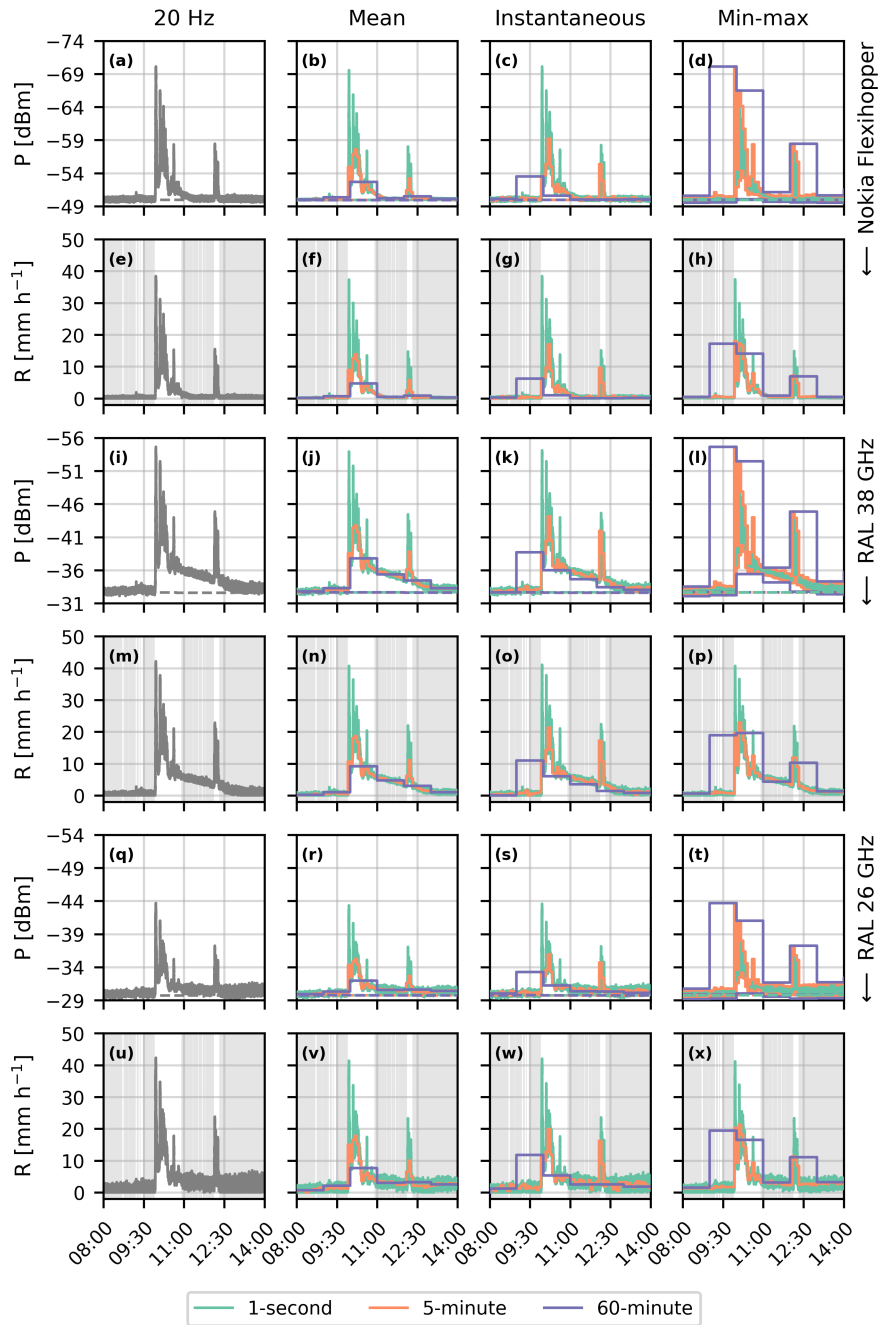 20 Hz Mean Instantaneous Min-max
−74 −69 −64 −59 −54 −49
P [dBm]
(a) (b) (c) (d)
← Nokia Flexihopper
50 40 30 20 10 0
R [mm h−1]
(e) (f) (g) (h)
−56 −51 −46 −41 −36 −31
P [dBm]
(i) (j) (k) (l)
← RAL 38 GHz
50 40 30 20 10 0
R [mm h−1]
(m) (n) (o) (p)
−54 −49 −44 −39 −34 −29
P [dBm]
(q) (r) (s) (t)
← RAL 26 GHz
50 40 30 20 10 0
R [mm h−1]
(u) (v) (w) (x)
08:00 09:30 11:00 12:30 14:00 08:00 09:30 11:00 12:30 14:00 08:00 09:30 11:00 12:30 14:00 08:00 09:30 11:00 12:30 14:00
1-second 5-minute 60-minute